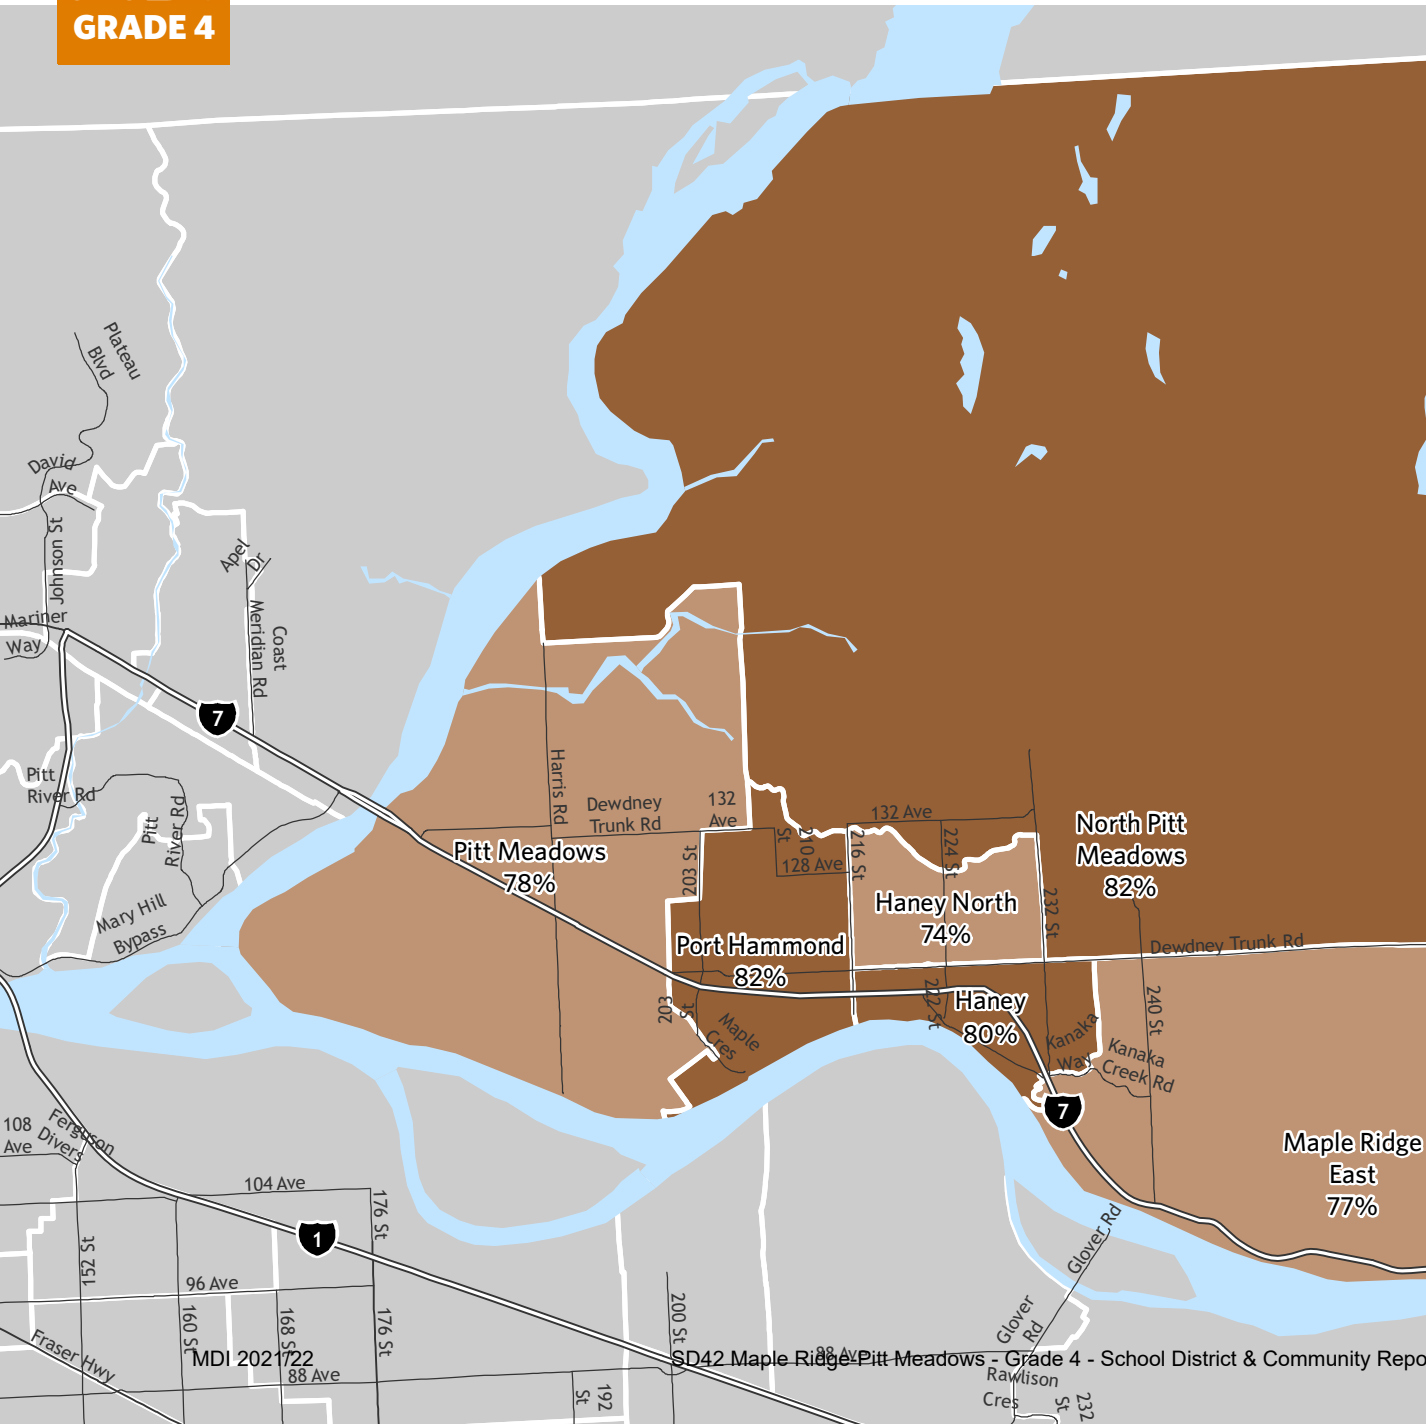 GRADE 4
Plateau
Blvd
David
Ave
Johnson St
Mariner
Way
Apel
Dr
Coast
Meridian Rd
7
Pitt
River Rd
Pitt
River Rd
Mary Hill
Bypass
Harris Rd
Dewdney
Trunk Rd
132
Ave
Pitt Meadows
78%
203 St
St
210
128 Ave
132 Ave
216 St
224 St
Haney North
74%
232 St
North Pitt
Meadows
82%
Dewdney Trunk Rd
Port Hammond
82%
203
St
Maple
Cres
222 St
Haney
80%
Kanaka
Way
Kanaka
Creek Rd
240 St
7
Maple Ridge
East
77%
108
Ave
Ferguson
Divers
104 Ave
176 St
1
152 St
96 Ave
160 St
168 St
176 St
Fraser Hwy
88 Ave
192
St
200 St
88 Ave
Glover Rd
Glover
Rd
Rawlison
Cres
232
St
MDI 2021/22
SD42 Maple Ridge-Pitt Meadows - Grade 4 - School District & Community Repo